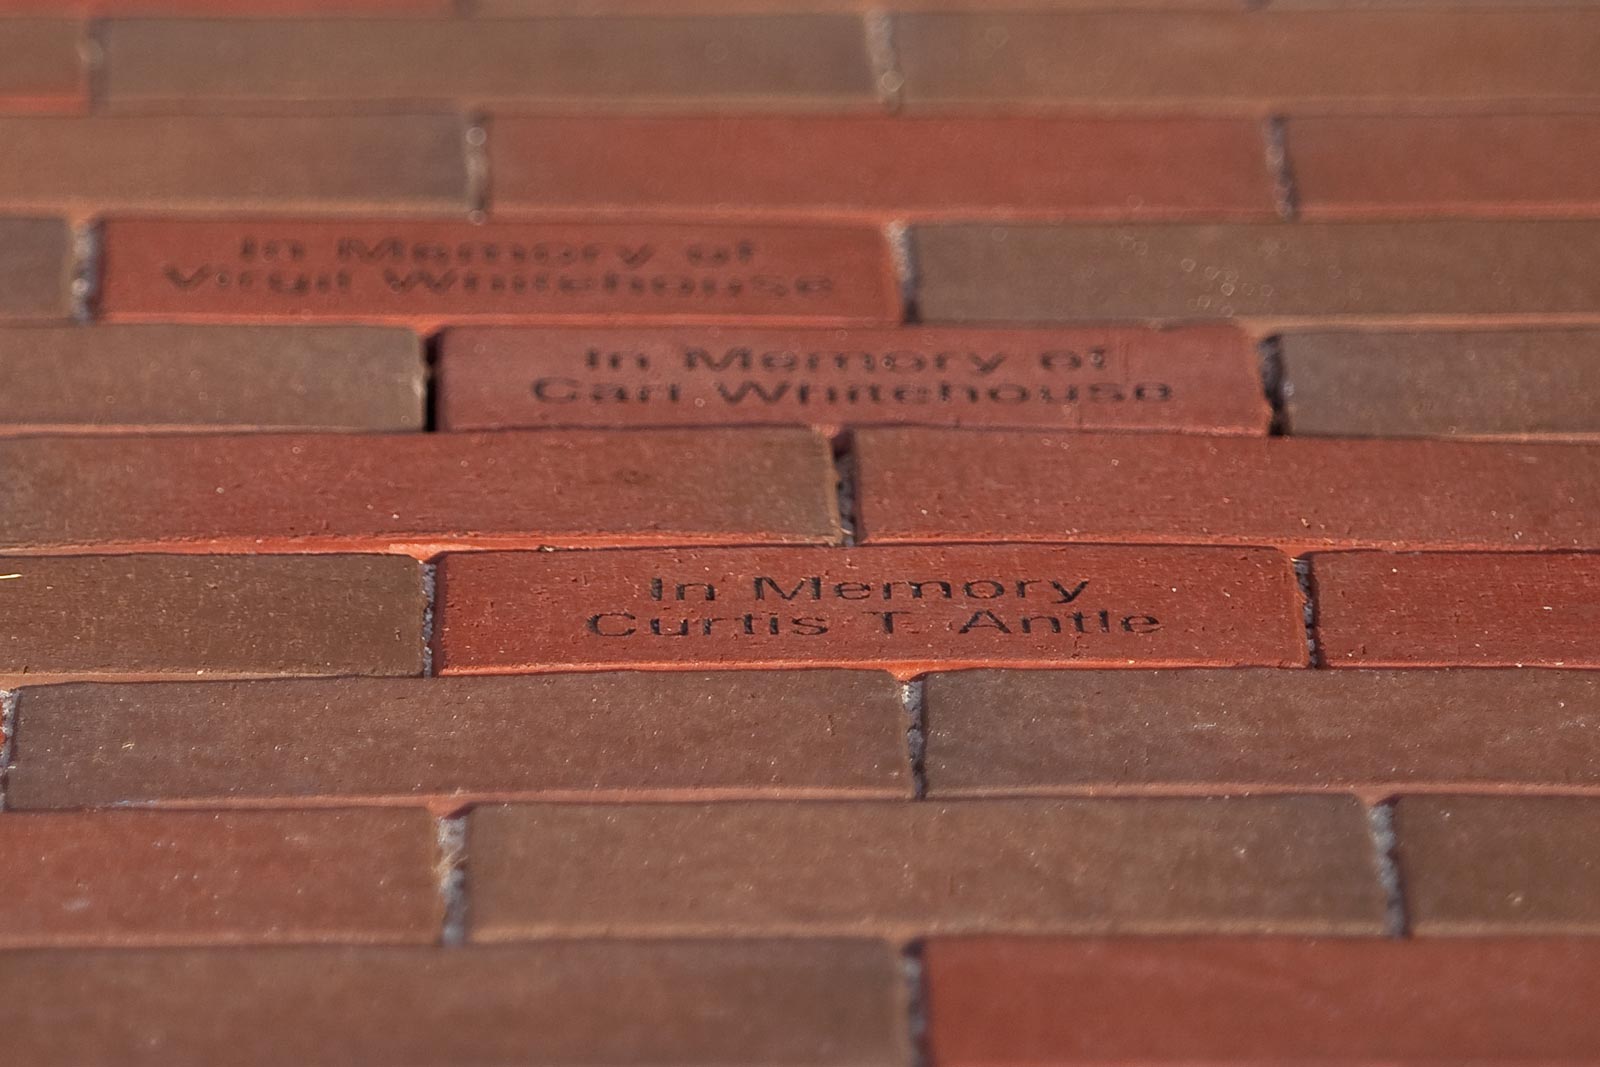 In Memory of
Virgil Whitehouse
In Memory of
Carl Whitehouse
In Memory
Curtis T. Antle